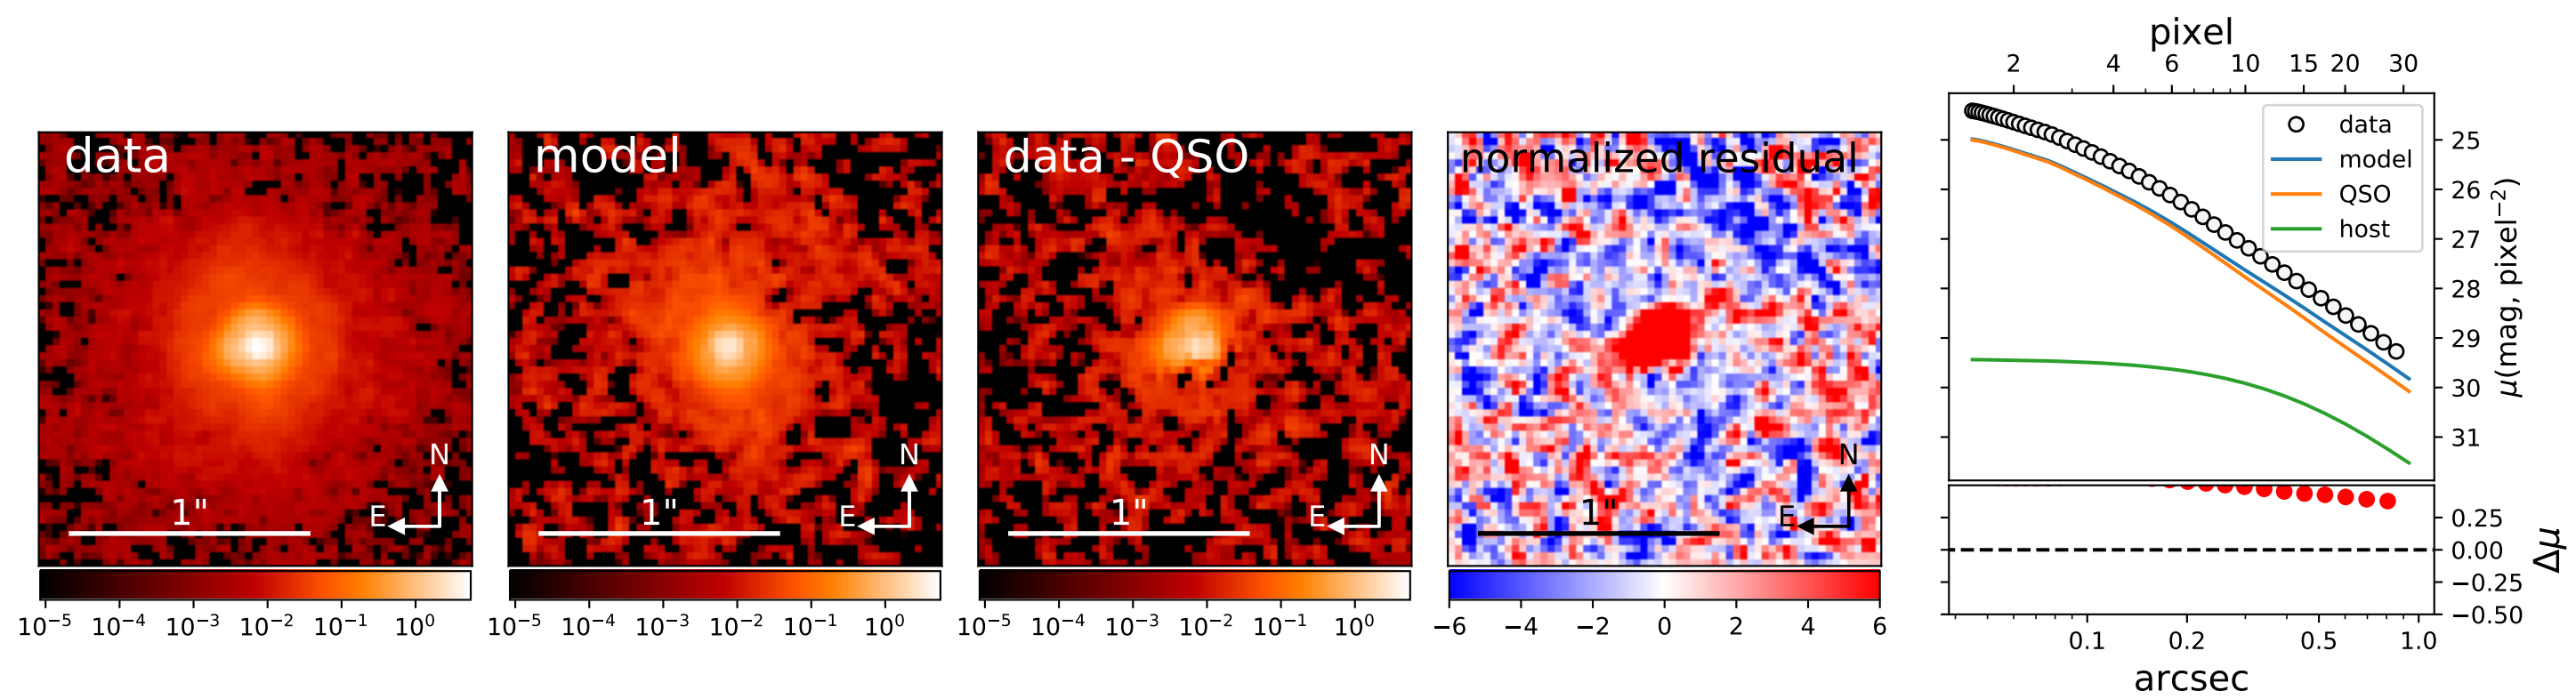 data
N
E
1"
10⁻⁵ 10⁻⁴ 10⁻³ 10⁻² 10⁻¹ 10⁰
model
N
E
1"
10⁻⁵ 10⁻⁴ 10⁻³ 10⁻² 10⁻¹ 10⁰
data - QSO
N
E
1"
10⁻⁵ 10⁻⁴ 10⁻³ 10⁻² 10⁻¹ 10⁰
normalized residual
N
E
1"
−6 −4 −2 0 2 4 6
pixel
2 4 6 10 15 20 30
data
model
QSO
host
25
26
27
28
29
30
31
μ(mag, pixel⁻²)
0.25
0.00
−0.25
−0.50
Δμ
0.1 0.2 0.5 1.0
arcsec